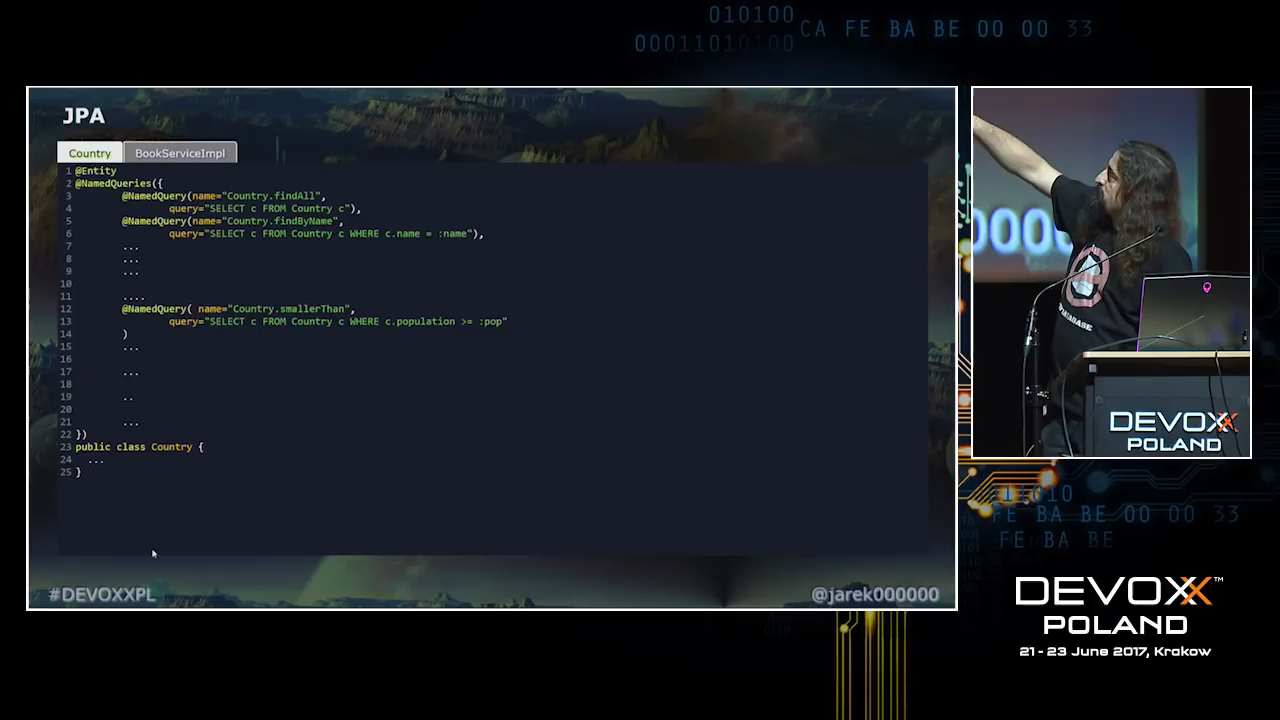 010100
00011010100
CA FE BA BE 00 00 33
JPA
Country
BookServiceImpl
1 @Entity
2 @NamedQueries({
3 @NamedQuery(name="Country.findAll",
4 query="SELECT c FROM Country c"),
5 @NamedQuery(name="Country.findByName",
6 query="SELECT c FROM Country c WHERE c.name = :name"),
7 ...
8 ...
9 ...
10
11 ....
12 @NamedQuery( name="Country.smallerThan",
13 query="SELECT c FROM Country c WHERE c.population >= :pop"
14 )
15 ...
16
17 ...
18
19 ..
20
21 ...
22 })
23 public class Country {
24 ...
25 }
#DEVOXXPL
@jarek000000
DEVOXX
POLAND
011010
FE BA BE 00 00 33
FE BA BE
DEVOXX™
POLAND
21 - 23 June 2017, Krakow